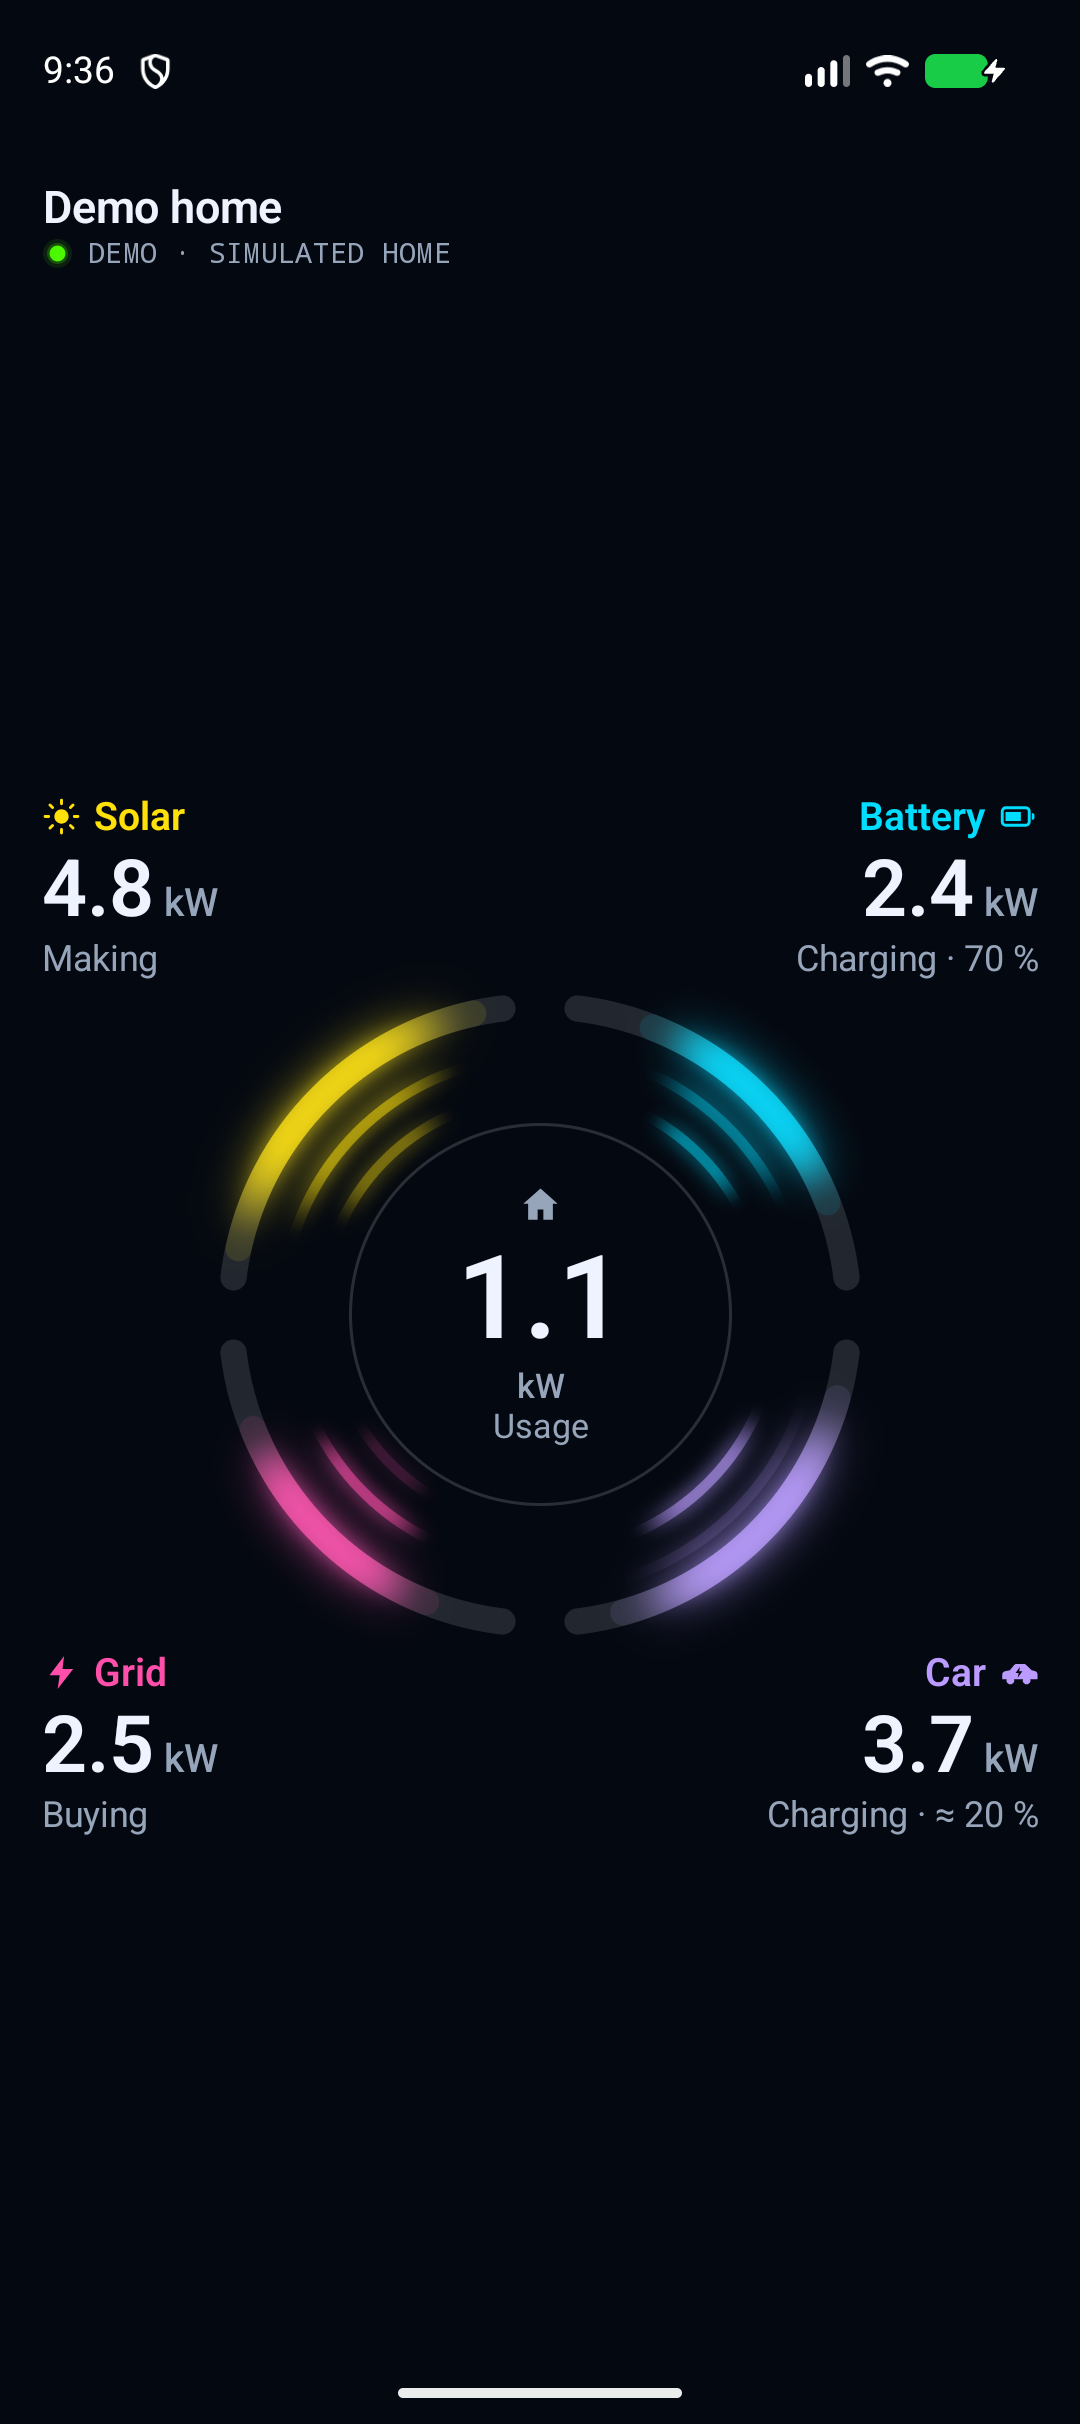 9:36
Demo home
DEMO · SIMULATED HOME
Solar
4.8 kW
Making
Battery
2.4 kW
Charging · 70 %
1.1
kW
Usage
Grid
2.5 kW
Buying
Car
3.7 kW
Charging · ≈ 20 %